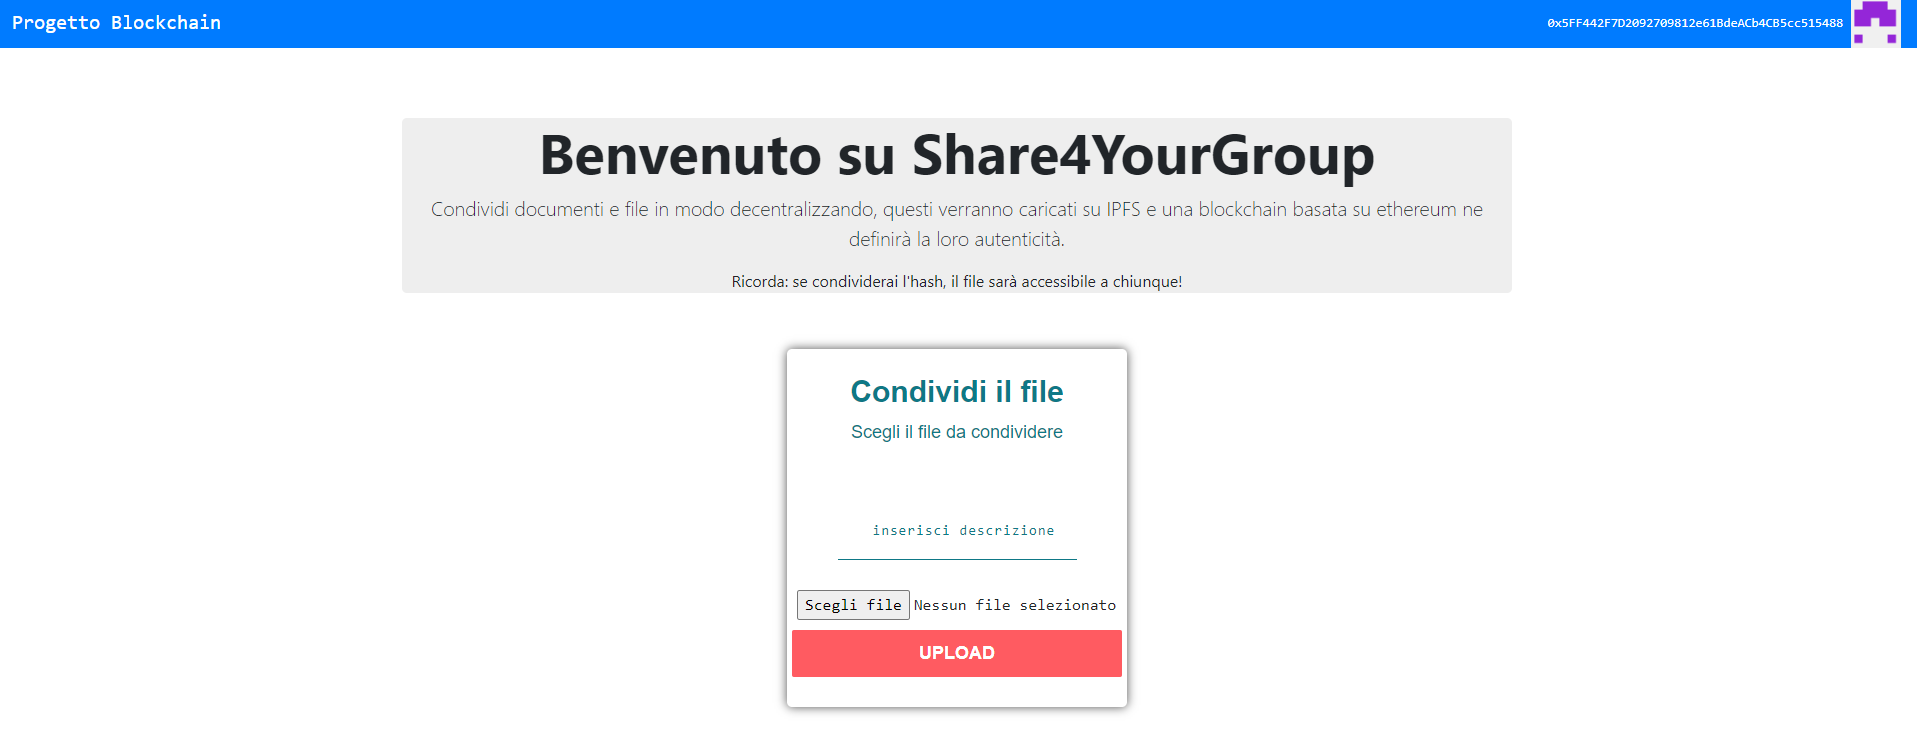 Progetto Blockchain
0x5FF442F7D2092709812e61BdeACb4CB5cc515488
Benvenuto su Share4YourGroup
Condividi documenti e file in modo decentralizzando, questi verranno caricati su IPFS e una blockchain basata su ethereum ne
definirà la loro autenticità.
Ricorda: se condividerai l'hash, il file sarà accessibile a chiunque!
Condividi il file
Scegli il file da condividere
inserisci descrizione
Scegli file Nessun file selezionato
UPLOAD